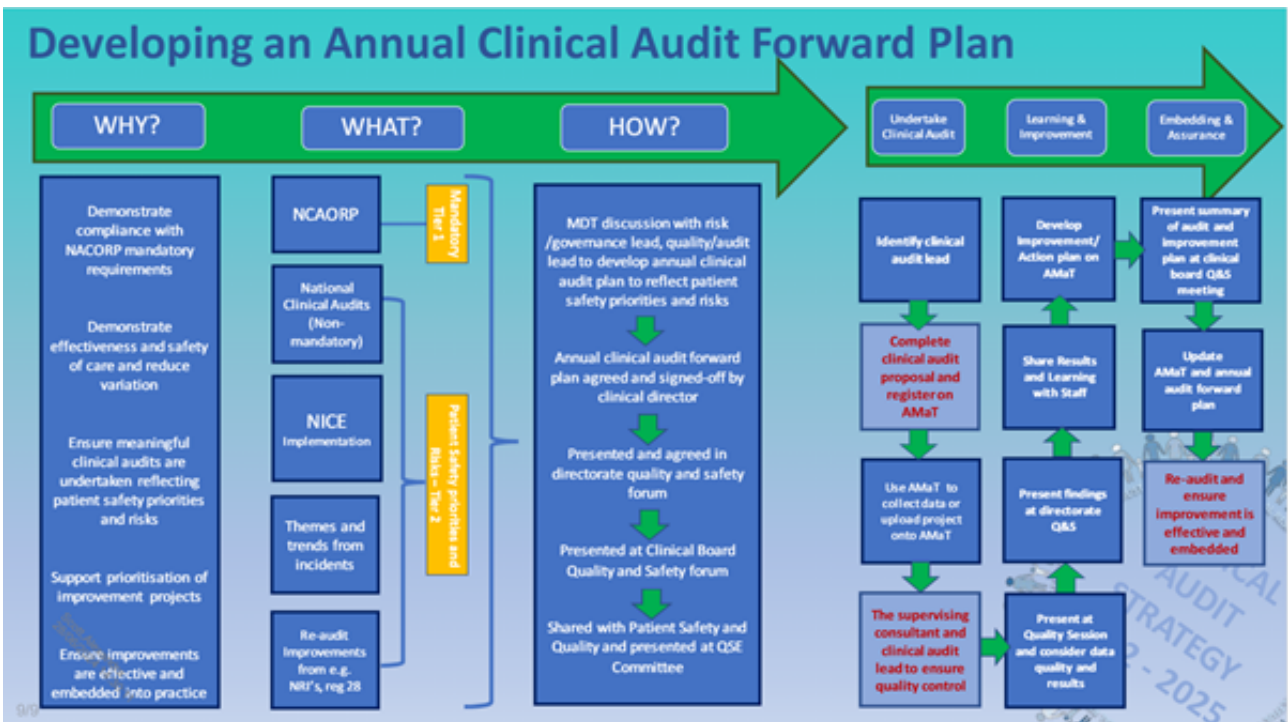 Developing an Annual Clinical Audit Forward Plan
WHY?
WHAT?
HOW?
Undertake
Clinical Audit
Learning &
Improvement
Embedding &
Assurance
Demonstrate
compliance with
NACORP mandatory
requirements
Demonstrate
effectiveness and safety
of care and reduce
variation
Ensure meaningful
clinical audits are
undertaken reflecting
patient safety priorities
and risks
Support prioritisation of
improvement projects
Ensure improvements
are effective and
embedded into practice
NCAORP
National
Clinical Audits
(Non-
mandatory)
NICE
Implementation
Themes and
trends from
incidents
Re-audit
Improvements
from e.g.
NRI's, reg 28
Mandatory
Tier 1
Patient Safety priorities and
Risks= Tier 2
MDT discussion with risk
/governance lead, quality/audit
lead to develop annual clinical
audit plan to reflect patient
safety priorities and risks
Annual clinical audit forward
plan agreed and signed-off by
clinical director
Presented and agreed in
directorate quality and safety
forum
Presented at Clinical Board
Quality and Safety forum
Shared with Patient Safety and
Quality and presented at QSE
Committee
Identify clinical
audit lead
Complete
clinical audit
proposal and
register on
AMaT
Use AMaT to
collect data or
upload project
onto AMaT
The supervising
consultant and
clinical audit
lead to ensure
quality control
Develop
Improvement/
Action plan on
AMaT
Share Results
and Learning
with Staff
Present findings
at directorate
Q&S
Present at
Quality Session
and consider data
quality and
results
Present summary
of audit and
improvement
plan at clinical
board Q&S
meeting
Update
AMaT and annual
audit forward
plan
Re-audit and
ensure
improvement is
effective and
embedded
AUDIT
STRATEGY
2 - 2025
9/9